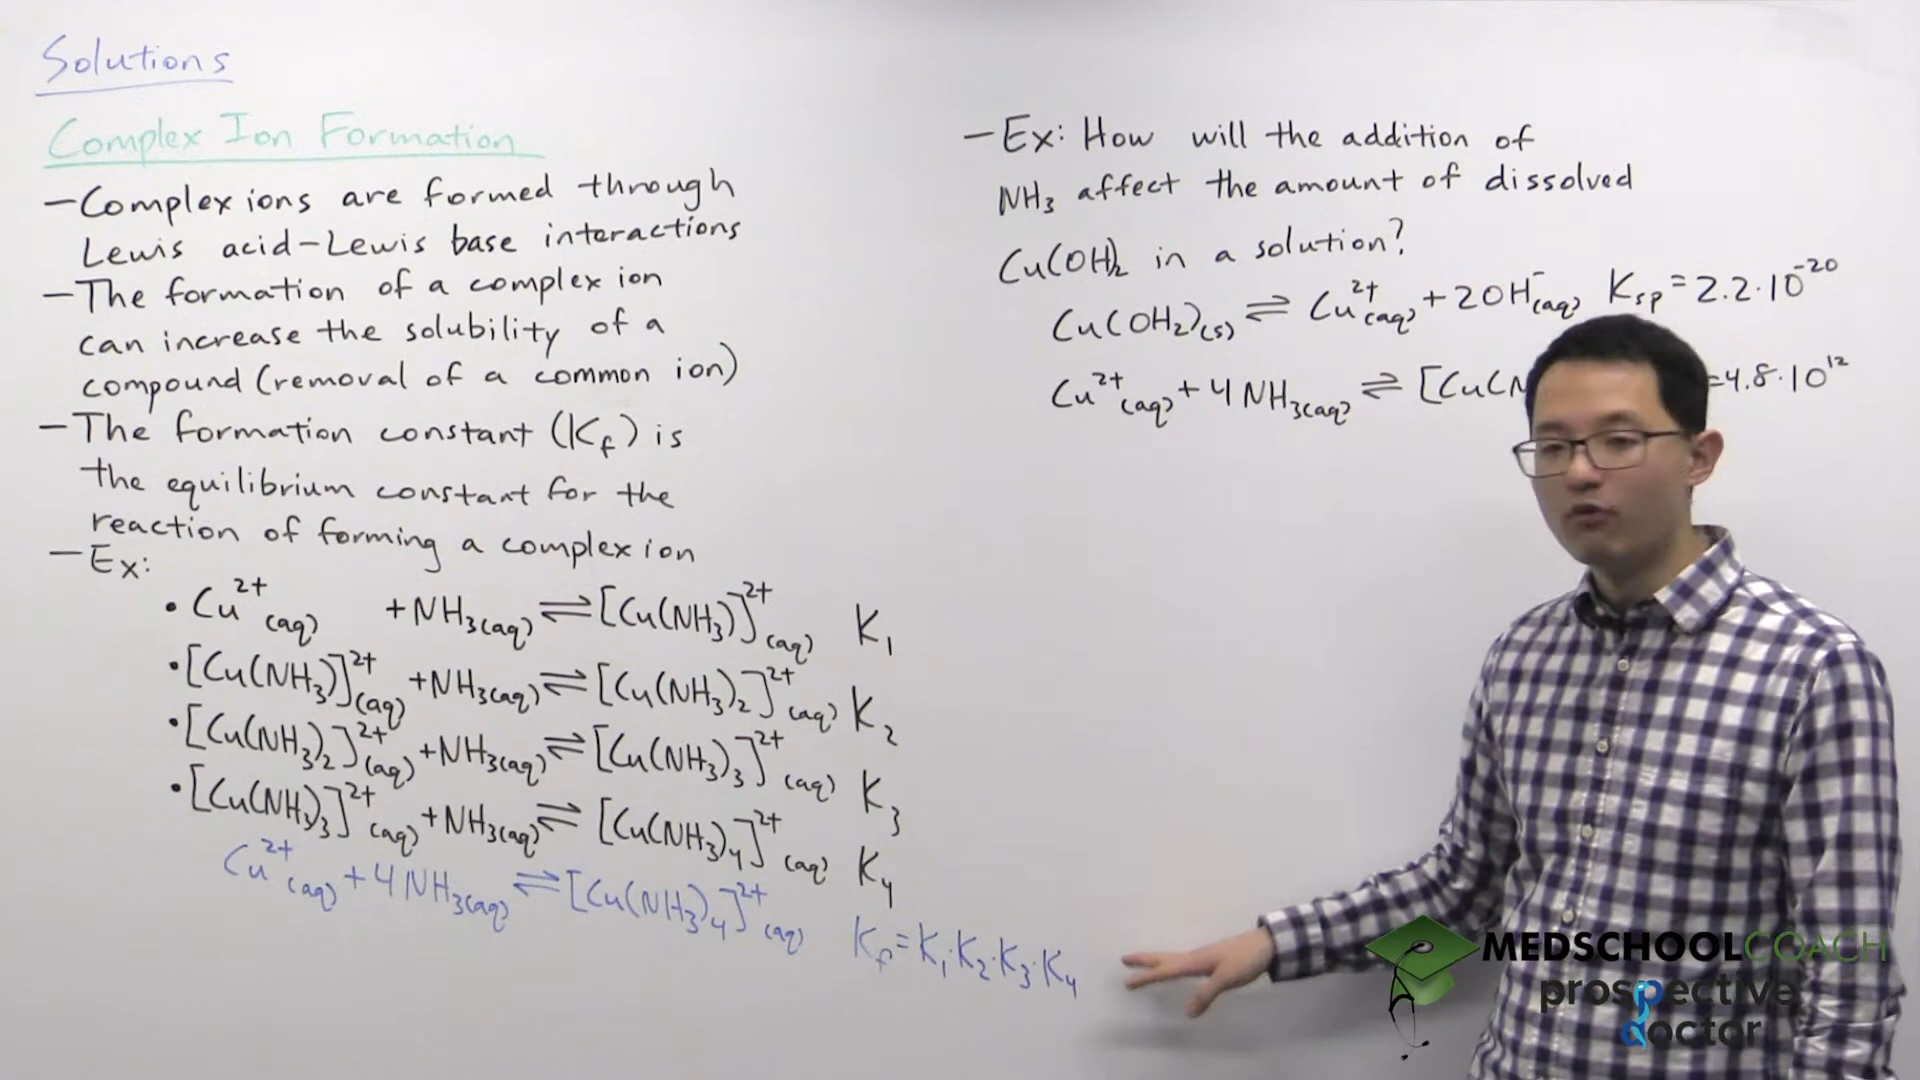 Solutions
Complex Ion Formation
-Complex ions are formed through
Lewis acid-Lewis base interactions
-The formation of a complex ion
can increase the solubility of a
compound (removal of a common ion)
-The formation constant (Kf) is
the equilibrium constant for the
reaction of forming a complex ion
-Ex:
• Cu²⁺(aq) + NH₃(aq) ⇌ [Cu(NH₃)]²⁺(aq) K₁
• [Cu(NH₃)]²⁺(aq) + NH₃(aq) ⇌ [Cu(NH₃)₂]²⁺(aq) K₂
• [Cu(NH₃)₂]²⁺(aq) + NH₃(aq) ⇌ [Cu(NH₃)₃]²⁺(aq) K₃
• [Cu(NH₃)₃]²⁺(aq) + NH₃(aq) ⇌ [Cu(NH₃)₄]²⁺(aq) K₄
Cu²⁺(aq) + 4NH₃(aq) ⇌ [Cu(NH₃)₄]²⁺(aq) Kf = K₁·K₂·K₃·K₄
-Ex: How will the addition of
NH₃ affect the amount of dissolved
Cu(OH)₂ in a solution?
Cu(OH₂)(s) ⇌ Cu²⁺(aq) + 2OH⁻(aq) Ksp = 2.2·10⁻²⁰
Cu²⁺(aq) + 4NH₃(aq) ⇌ [Cu(N =4.8·10¹²
MEDSCHOOLCOACH
prospective
doctor